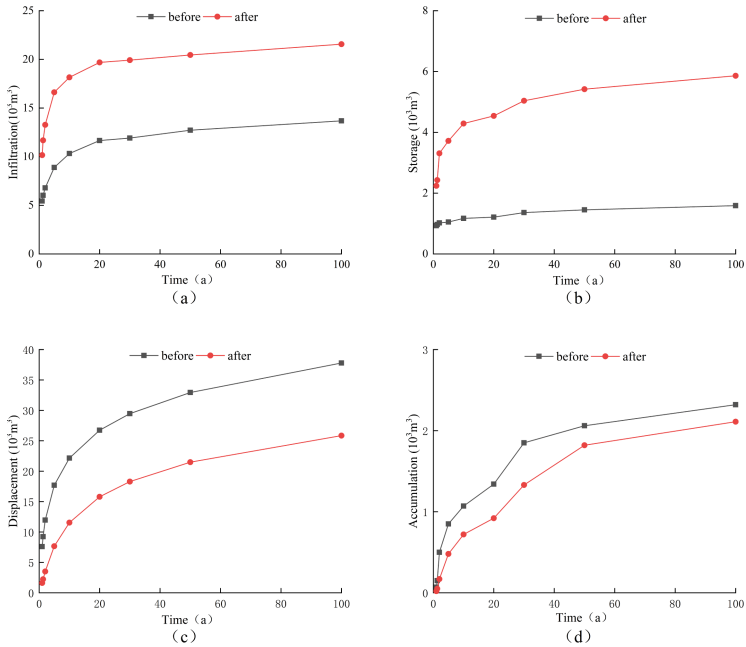 before after
25
20
15
10
5
0
Infiltration(10³m³)
0 20 40 60 80 100
Time (a)
(a)
before after
8
6
4
2
0
Storage (10³m³)
0 20 40 60 80 100
Time (a)
(b)
before after
40
35
30
25
20
15
10
5
0
Displacement (10³m³)
0 20 40 60 80 100
Time (a)
(c)
before after
3
2
1
0
Accumulation (10³m³)
0 20 40 60 80 100
Time (a)
(d)